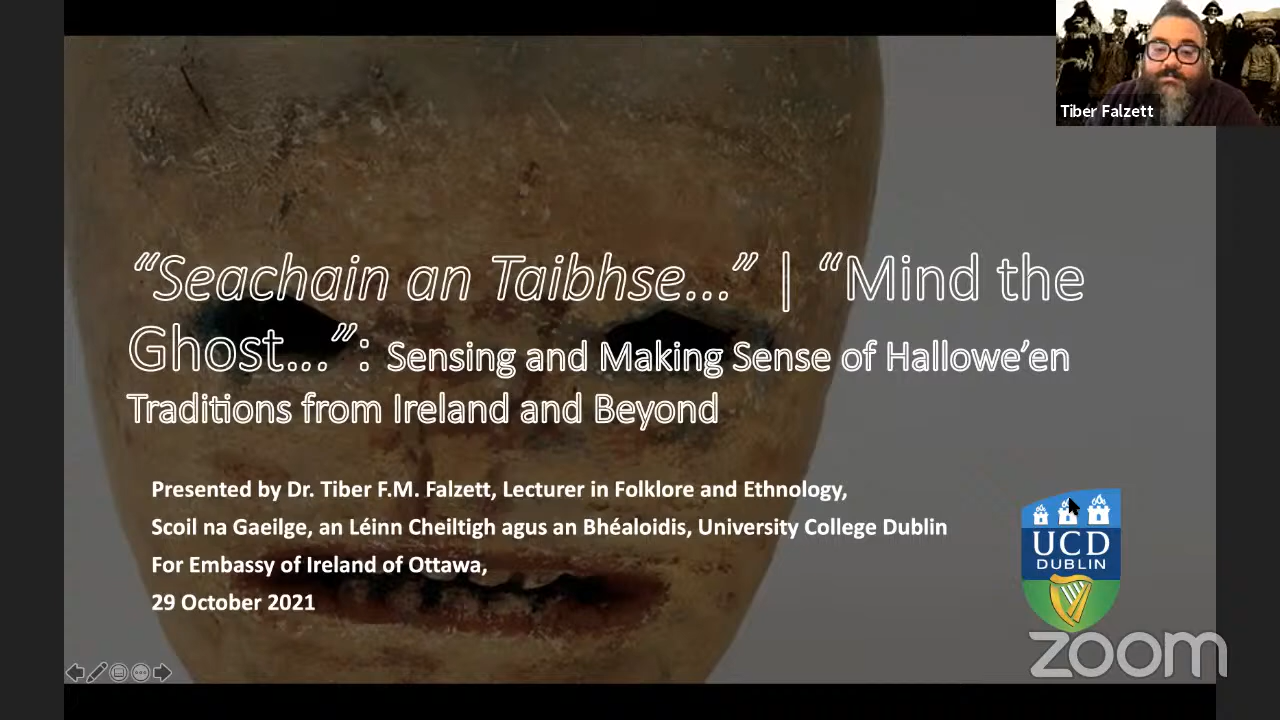 Tiber Falzett
“Seachain an Taibhse...” | “Mind the
Ghost...”: Sensing and Making Sense of Hallowe’en
Traditions from Ireland and Beyond
Presented by Dr. Tiber F.M. Falzett, Lecturer in Folklore and Ethnology,
Scoil na Gaeilge, an Léinn Cheiltigh agus an Bhéaloidis, University College Dublin
For Embassy of Ireland of Ottawa,
29 October 2021
UCD
DUBLIN
zoom